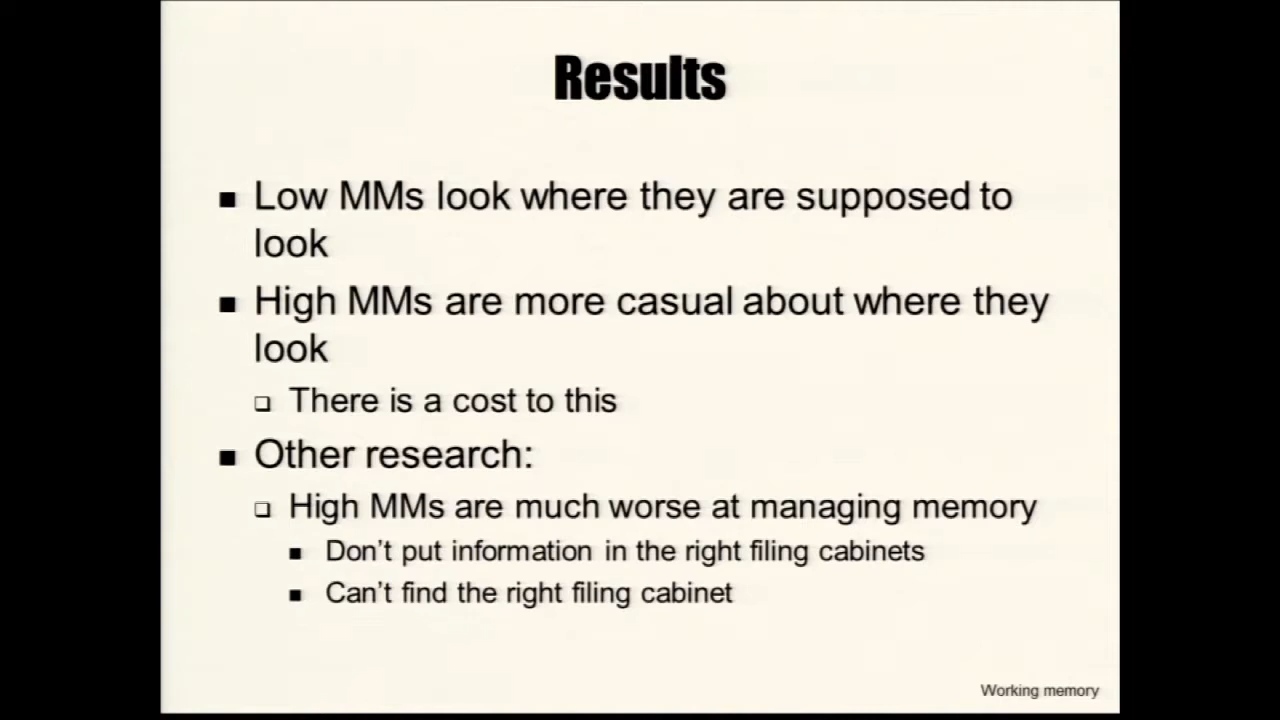 Results
Low MMs look where they are supposed to
look
High MMs are more casual about where they
look
There is a cost to this
Other research:
High MMs are much worse at managing memory
Don't put information in the right filing cabinets
Can't find the right filing cabinet
Working memory